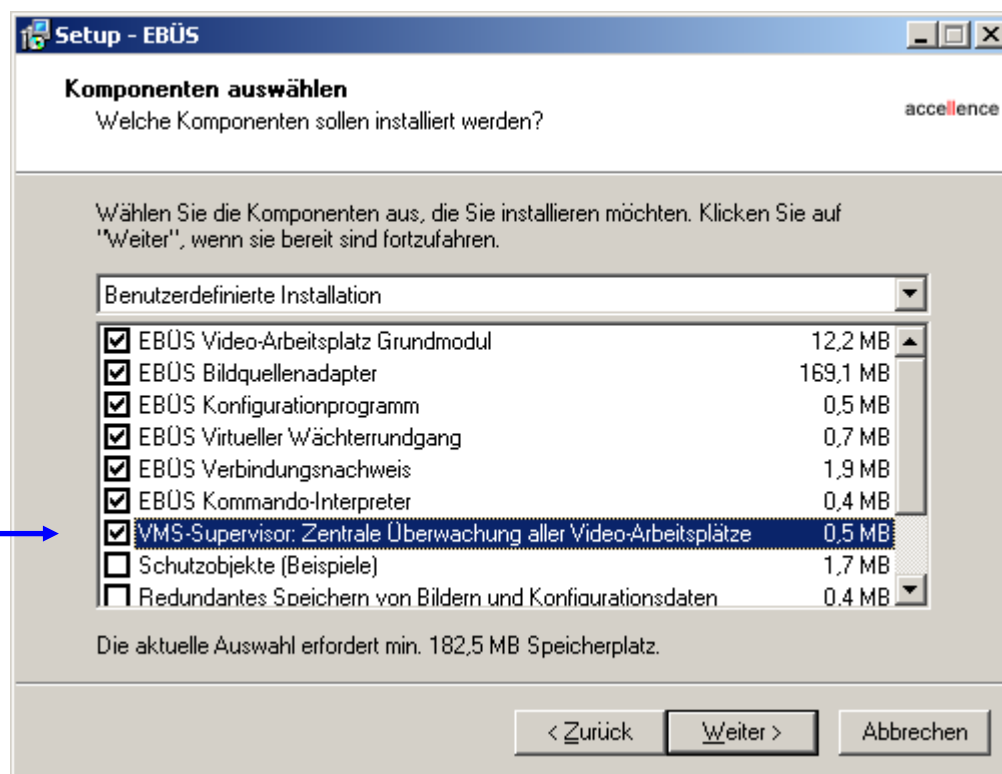 Setup - EBÜS
Komponenten auswählen
Welche Komponenten sollen installiert werden?
accellence
Wählen Sie die Komponenten aus, die Sie installieren möchten. Klicken Sie auf
"Weiter", wenn sie bereit sind fortzufahren.
Benutzerdefinierte Installation
EBÜS Video-Arbeitsplatz Grundmodul 12,2 MB
EBÜS Bildquellenadapter 169,1 MB
EBÜS Konfigurationprogramm 0,5 MB
EBÜS Virtueller Wächterrundgang 0,7 MB
EBÜS Verbindungsnachweis 1,9 MB
EBÜS Kommando-Interpreter 0,4 MB
VMS-Supervisor: Zentrale Überwachung aller Video-Arbeitsplätze 0,5 MB
Schutzobjekte (Beispiele) 1,7 MB
Redundantes Speichern von Bildern und Konfigurationsdaten 0,4 MB
Die aktuelle Auswahl erfordert min. 182,5 MB Speicherplatz.
< Zurück Weiter > Abbrechen